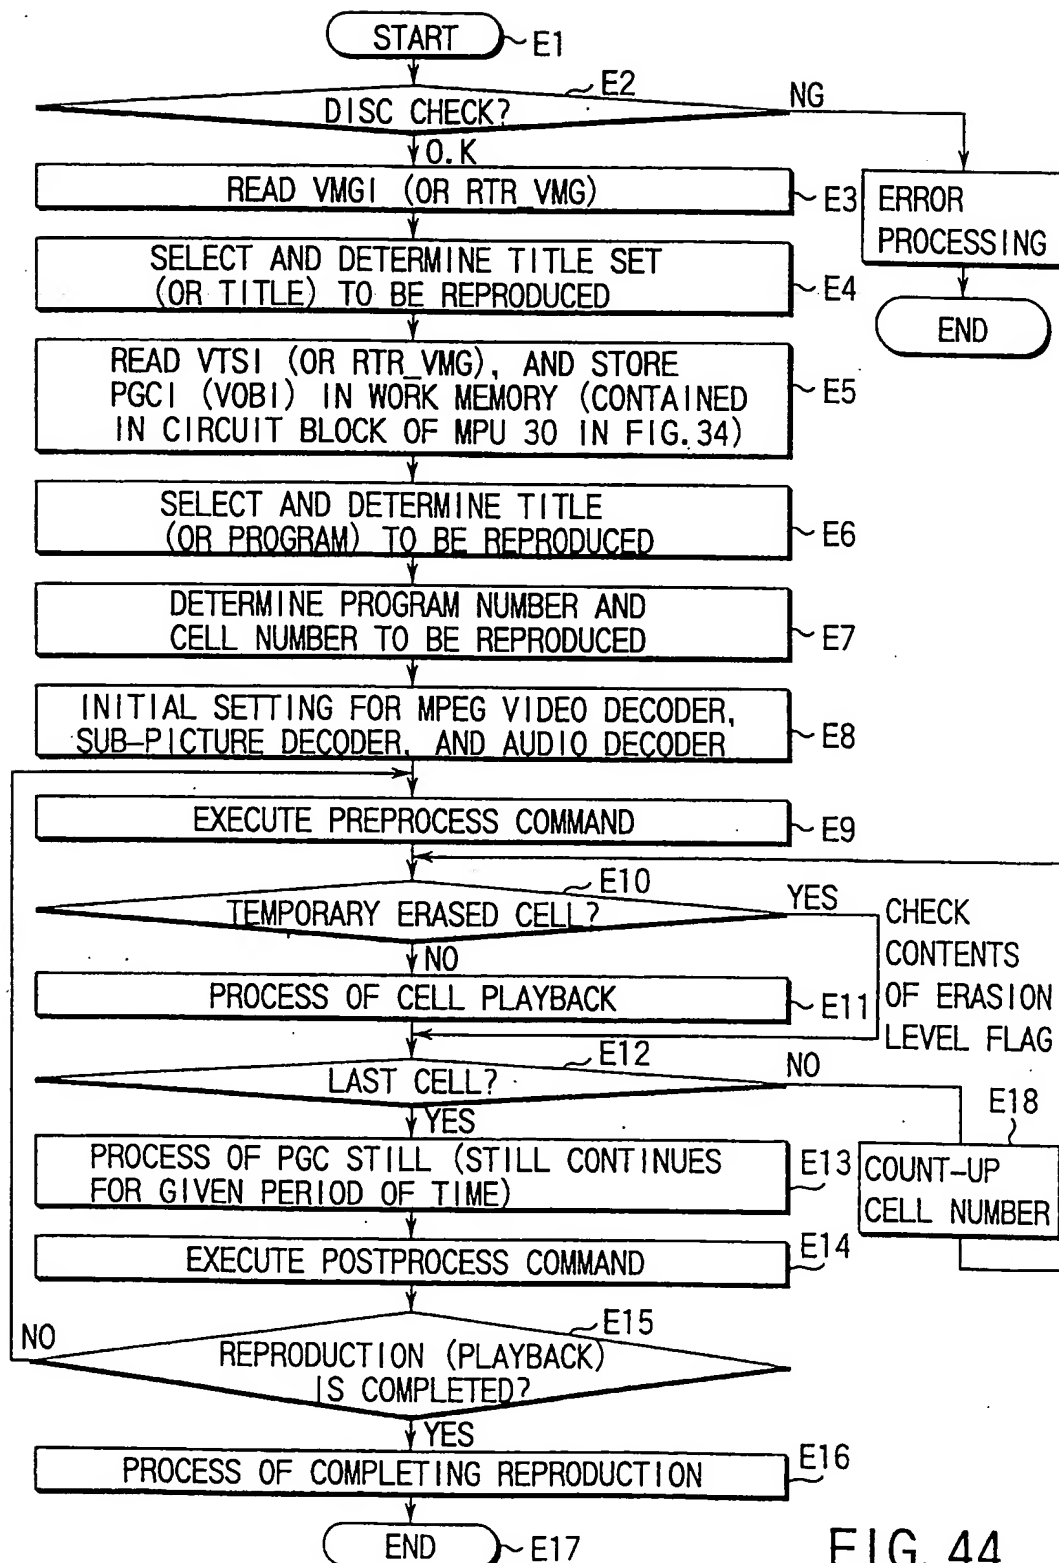 START
E1
E2
DISC CHECK?
NG
O.K
READ VMGI (OR RTR_VMG)
E3
ERROR
PROCESSING
END
SELECT AND DETERMINE TITLE SET
(OR TITLE) TO BE REPRODUCED
E4
READ VTSI (OR RTR_VMG), AND STORE
PGCI (VOBI) IN WORK MEMORY (CONTAINED
IN CIRCUIT BLOCK OF MPU 30 IN FIG.34)
E5
SELECT AND DETERMINE TITLE
(OR PROGRAM) TO BE REPRODUCED
E6
DETERMINE PROGRAM NUMBER AND
CELL NUMBER TO BE REPRODUCED
E7
INITIAL SETTING FOR MPEG VIDEO DECODER,
SUB-PICTURE DECODER, AND AUDIO DECODER
E8
EXECUTE PREPROCESS COMMAND
E9
E10
TEMPORARY ERASED CELL?
YES
CHECK
CONTENTS
OF ERASION
LEVEL FLAG
NO
PROCESS OF CELL PLAYBACK
E11
E12
LAST CELL?
NO
YES
E18
COUNT-UP
CELL NUMBER
PROCESS OF PGC STILL (STILL CONTINUES
FOR GIVEN PERIOD OF TIME)
E13
EXECUTE POSTPROCESS COMMAND
E14
E15
NO
REPRODUCTION (PLAYBACK)
IS COMPLETED?
YES
PROCESS OF COMPLETING REPRODUCTION
E16
END
E17
FIG. 44